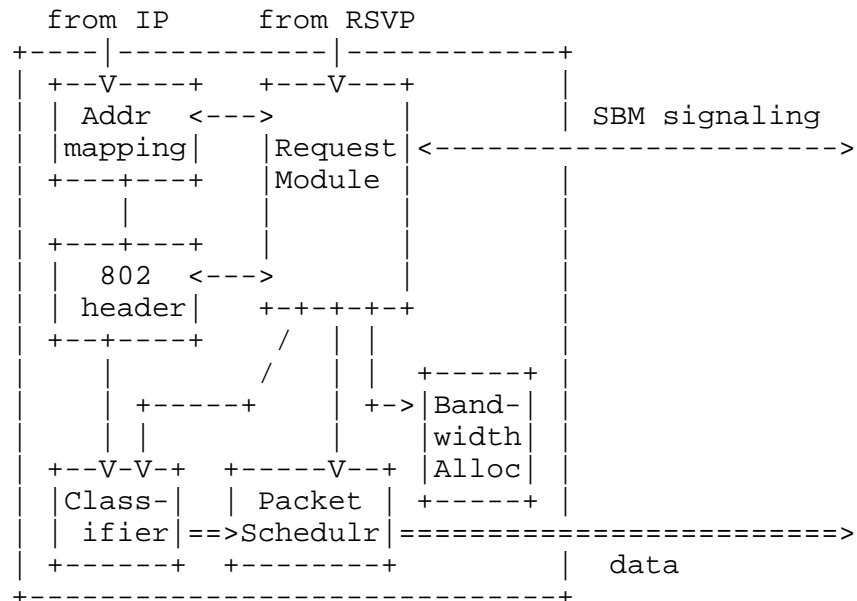 from IP from RSVP
Addr
mapping Request SBM signaling
Module
802
header
Band-
width
Class- Packet Alloc
ifier Schedulr
data